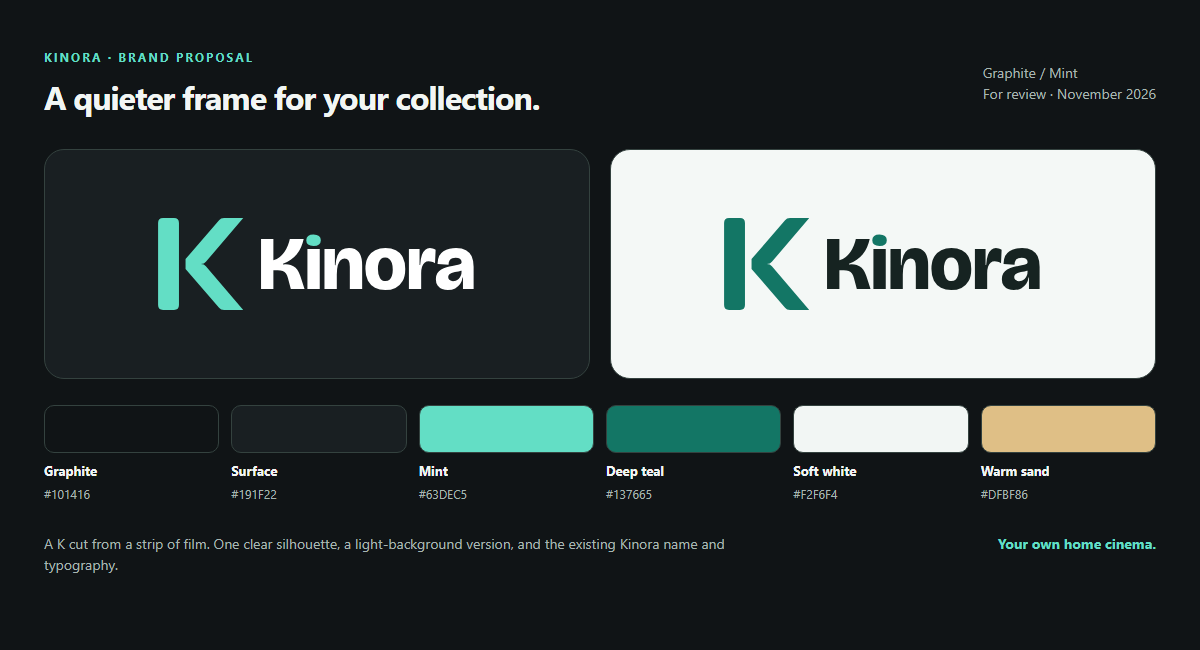 KINORA · BRAND PROPOSAL
A quieter frame for your collection.
Graphite / Mint
For review · November 2026
K Kinora
K Kinora
Graphite
#101416
Surface
#191F22
Mint
#63DEC5
Deep teal
#137665
Soft white
#F2F6F4
Warm sand
#DFBF86
A K cut from a strip of film. One clear silhouette, a light-background version, and the existing Kinora name and
typography.
Your own home cinema.